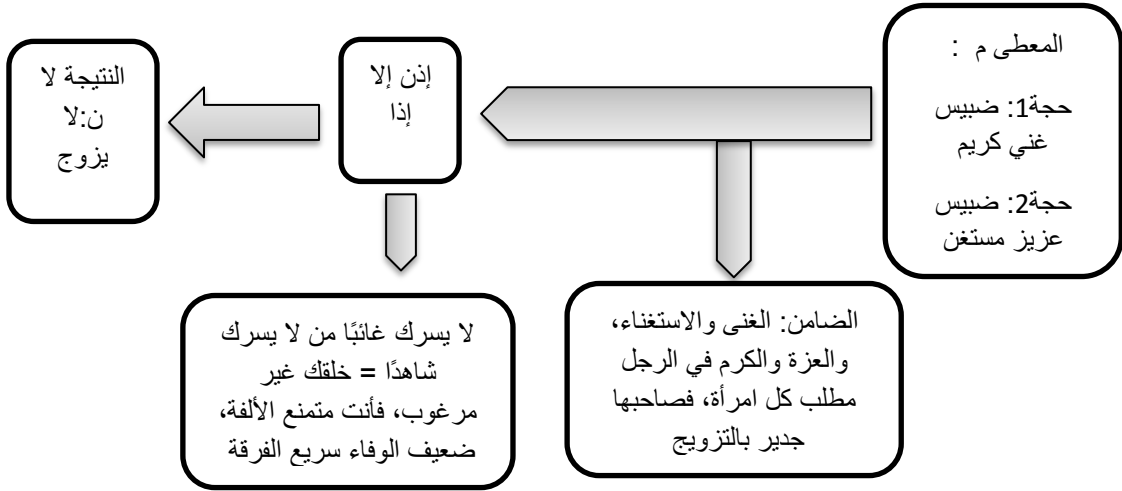 المعطى م :
حجة1: ضبيس
غني كريم
حجة2: ضبيس
عزيز مستغن
إذن إلا
إذا
النتيجة لا
ن:لا
يزوج
الضامن: الغنى والاستغناء،
والعزة والكرم في الرجل
مطلب كل امرأة، فصاحبها
جدير بالتزويج
لا يسرك غائبًا من لا يسرك
شاهدًا = خلقك غير
مرغوب، فأنت متمنع الألفة،
ضعيف الوفاء سريع الفرقة